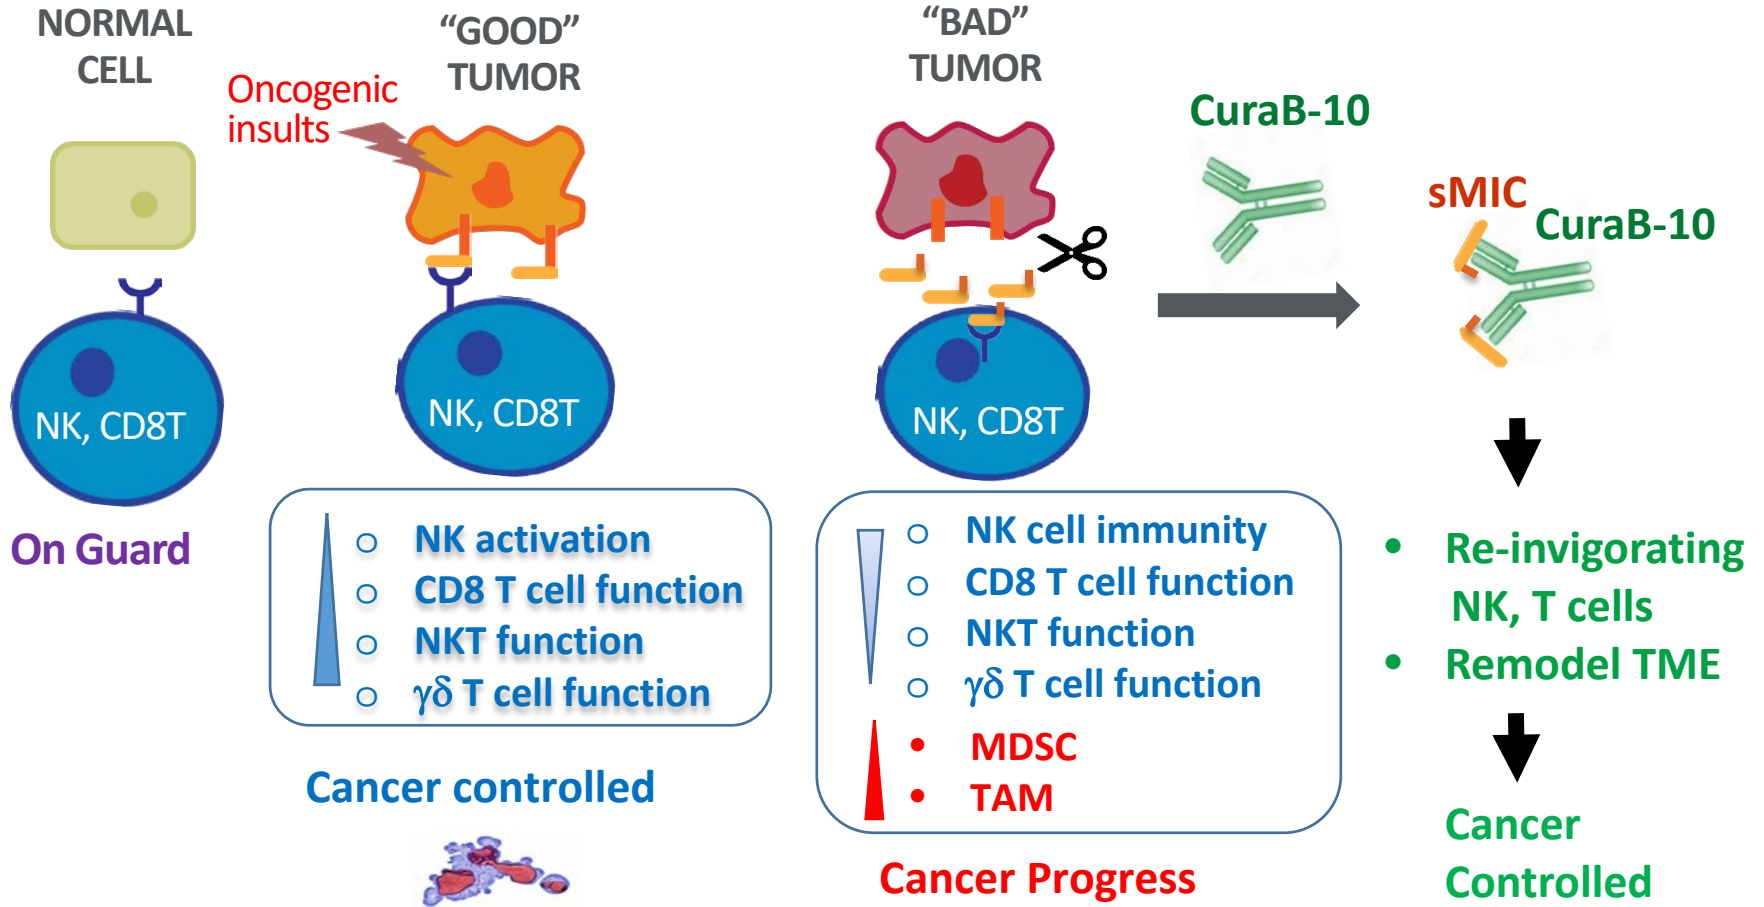 NORMAL
CELL
On Guard
NK, CD8T
“GOOD”
TUMOR
Oncogenic
insults
NK, CD8T
o NK activation
o CD8 T cell function
o NKT function
o γδ T cell function
Cancer controlled
“BAD”
TUMOR
NK, CD8T
o NK cell immunity
o CD8 T cell function
o NKT function
o γδ T cell function
• MDSC
• TAM
Cancer Progress
CuraB-10
sMIC
CuraB-10
• Re-invigorating
NK, T cells
• Remodel TME
Cancer
Controlled